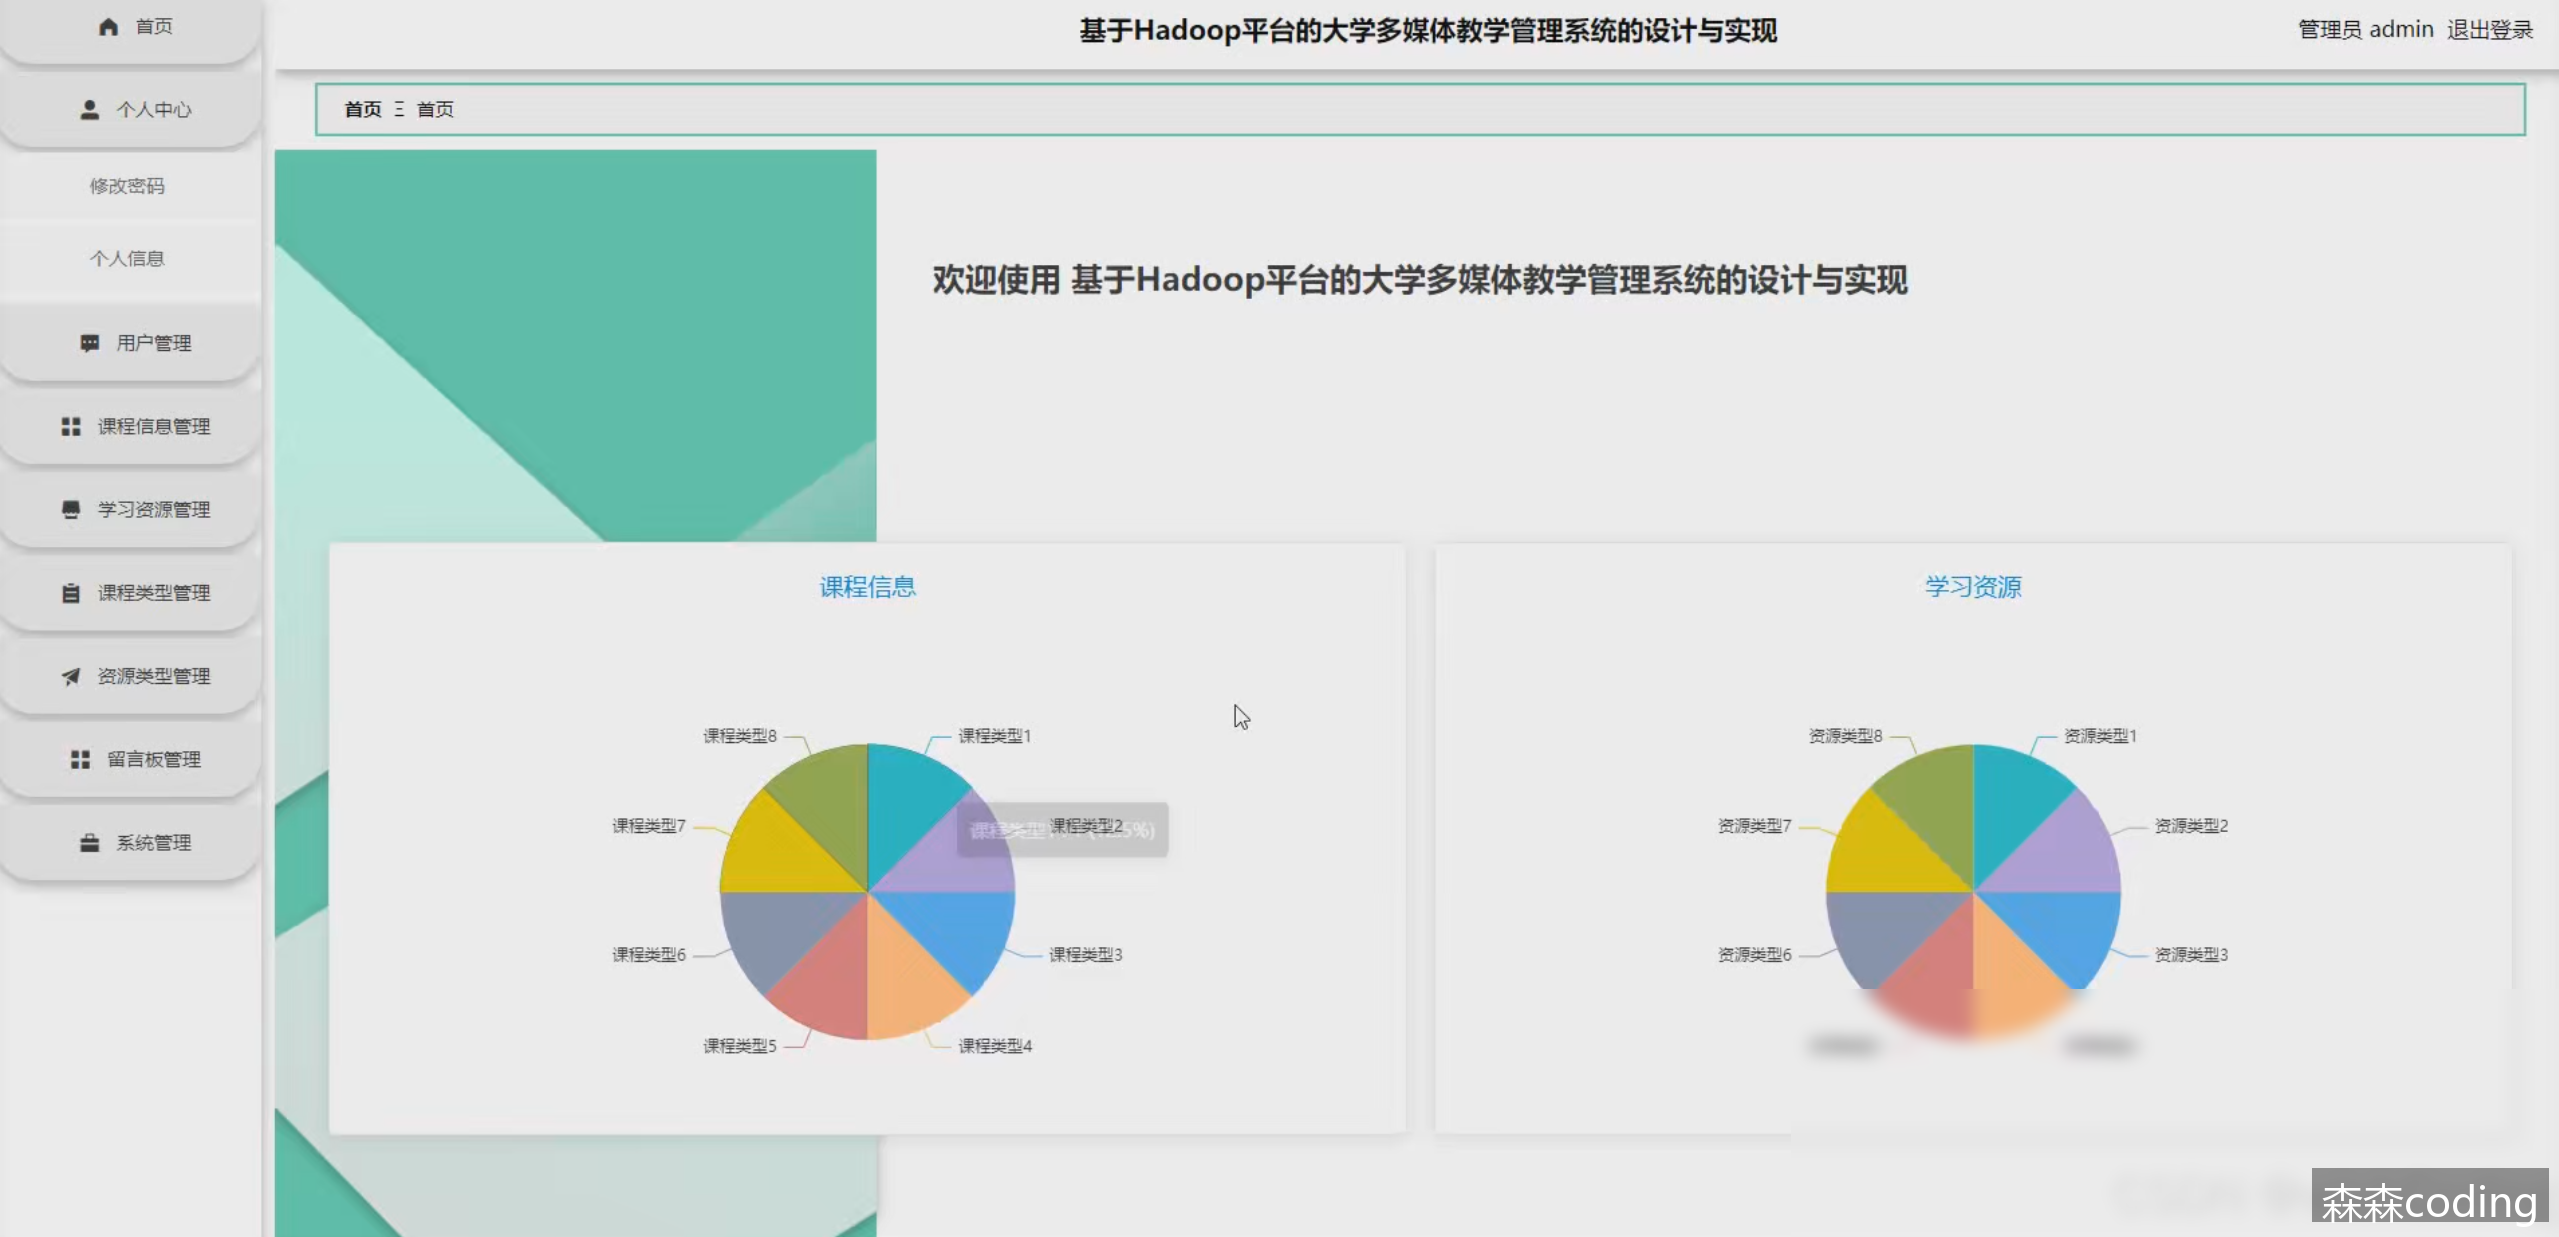 首页
基于Hadoop平台的大学多媒体教学管理系统的设计与实现
管理员 admin 退出登录
个人中心
首页 Ξ 首页
修改密码
个人信息
欢迎使用 基于Hadoop平台的大学多媒体教学管理系统的设计与实现
用户管理
课程信息管理
学习资源管理
课程类型管理
资源类型管理
留言板管理
系统管理
课程信息
课程类型8
课程类型1
课程类型7
课程类型2
课程类型6
课程类型3
课程类型5
课程类型4
学习资源
资源类型8
资源类型1
资源类型7
资源类型2
资源类型6
资源类型3
森森coding